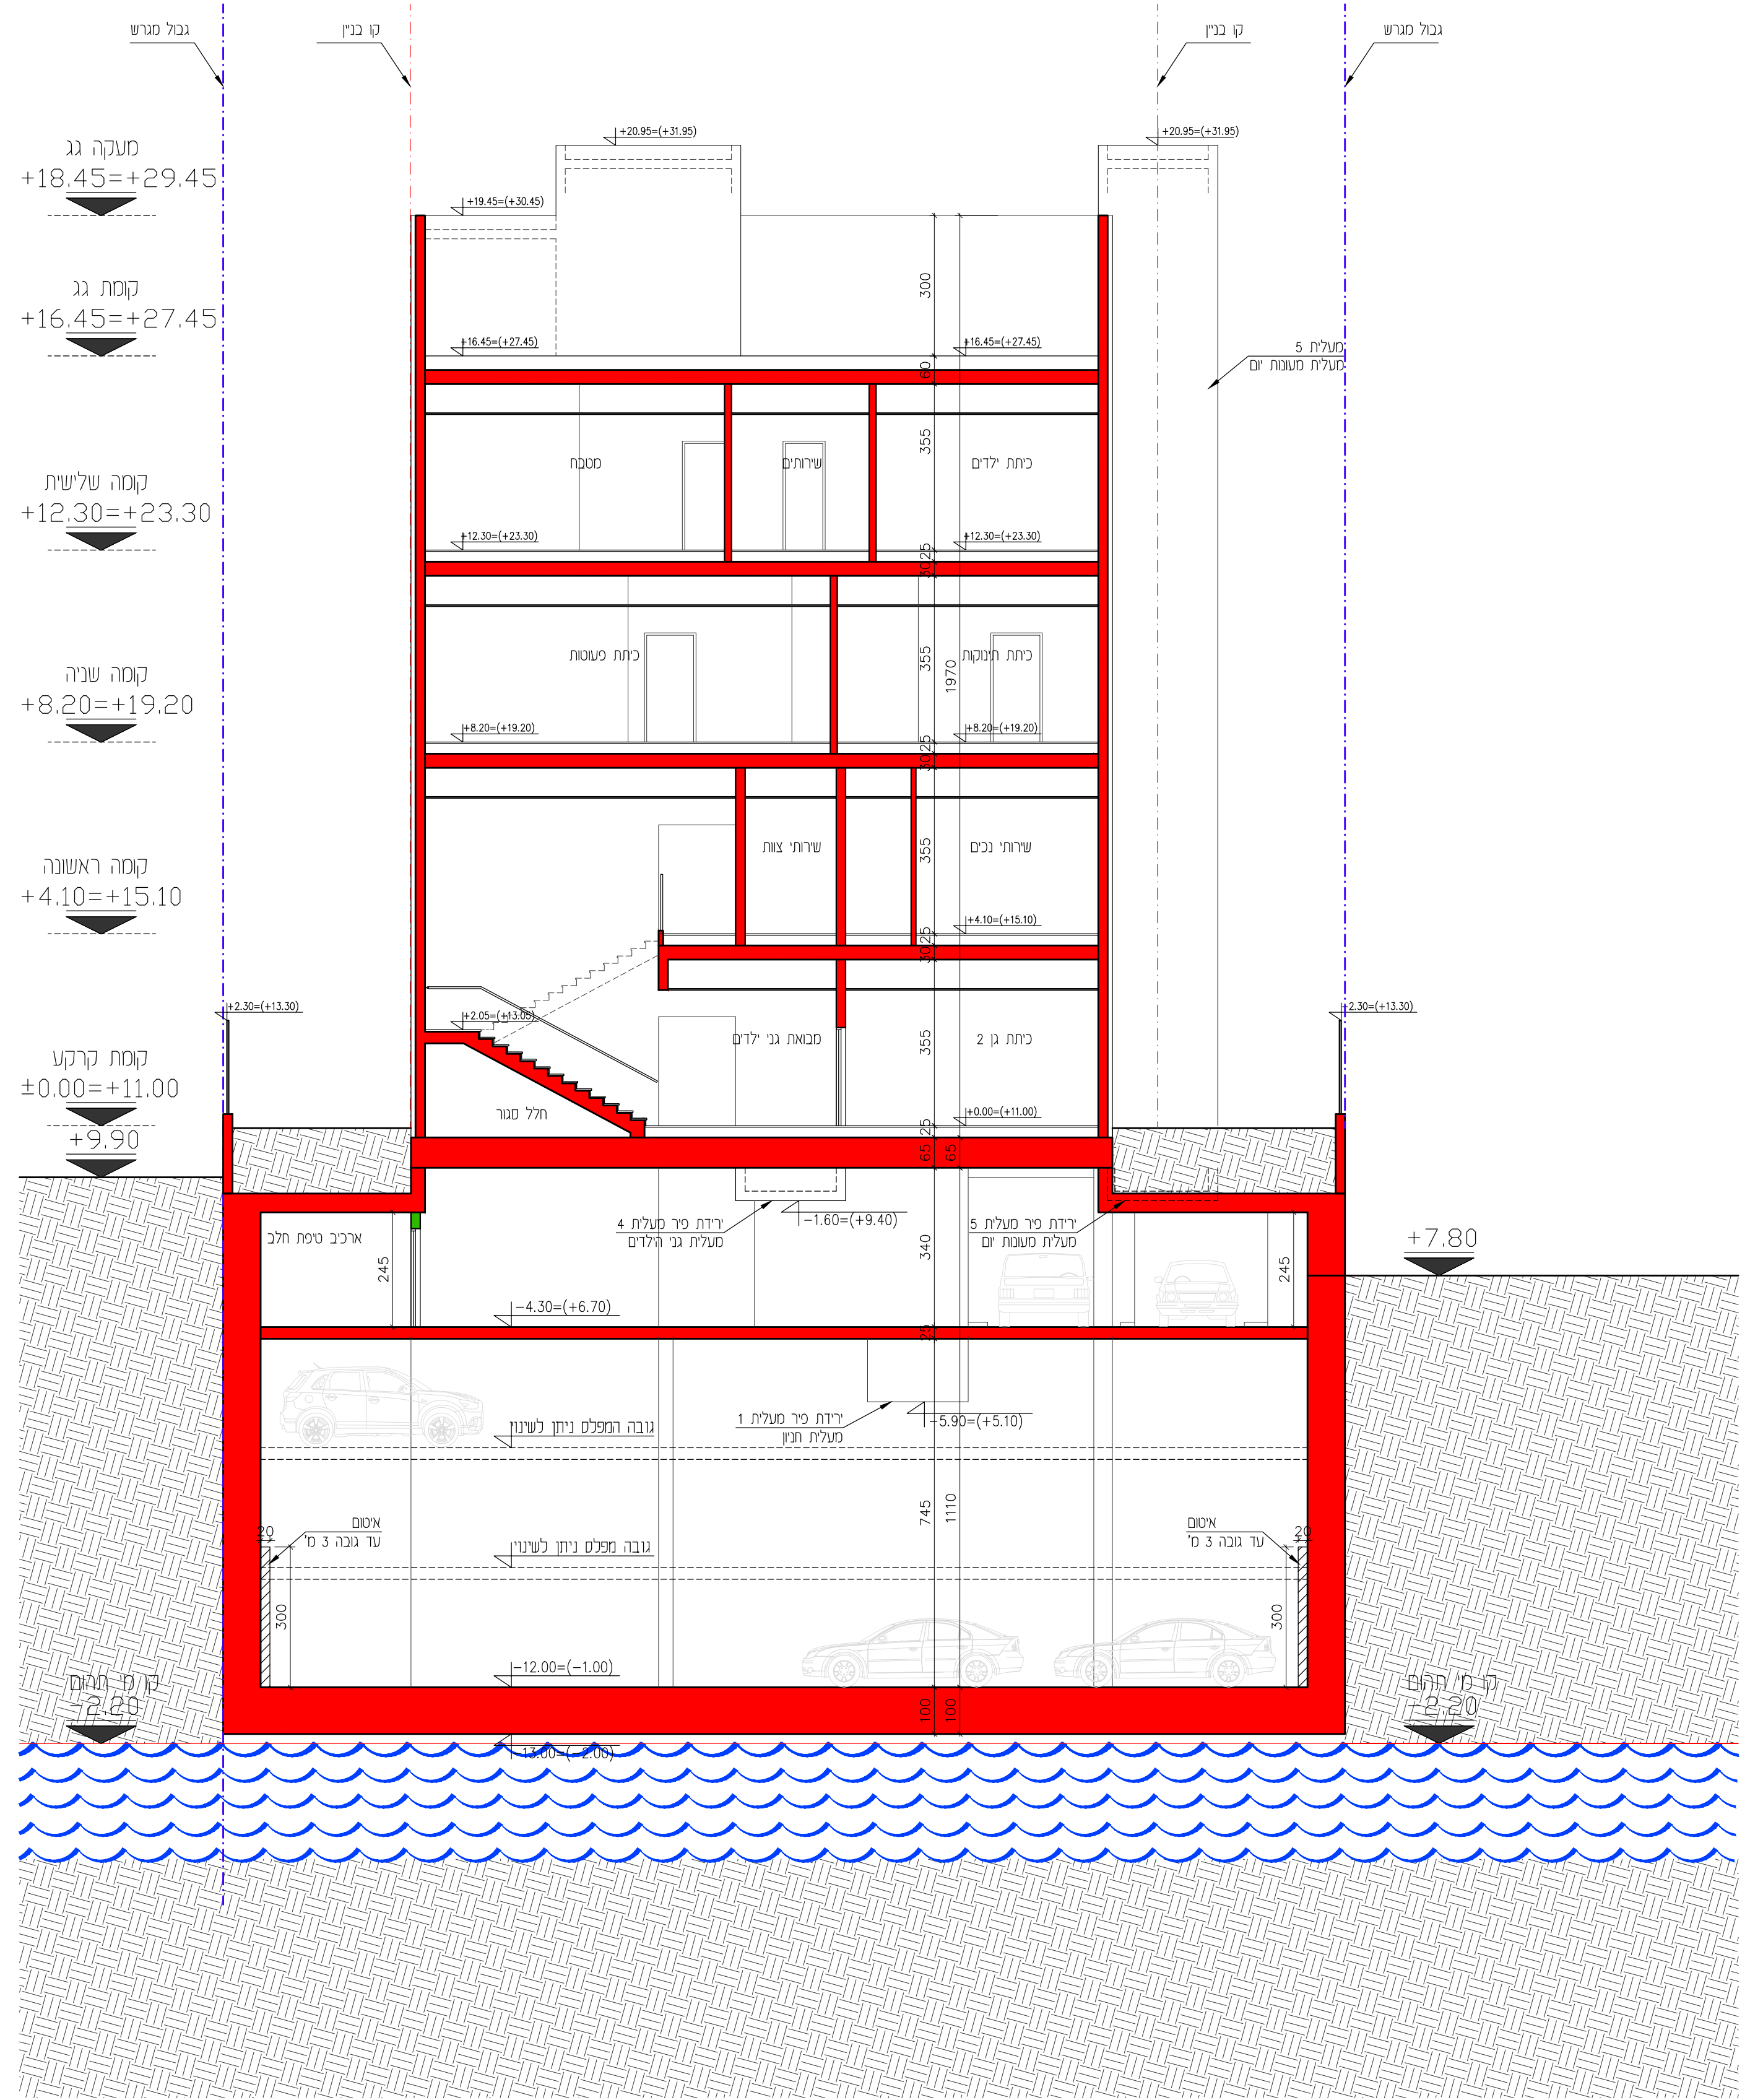 גבול מגרש
קו בניין
קו בניין
גבול מגרש
+20.95=(+31.95)
+20.95=(+31.95)
מעקה גג
+18.45=+29.45
+19.45=(+30.45)
300
קומת גג
+16.45=+27.45
+16.45=(+27.45)
+16.45=(+27.45)
מעלית 5
מעלית מעונות יום
60
355
מטבח
שירותים
כיתת ילדים
קומה שלישית
+12.30=+23.30
+12.30=(+23.30)
+12.30=(+23.30)
25
30
כיתת פעוטות
355
כיתת תינוקות
1970
קומה שניה
+8.20=+19.20
+8.20=(+19.20)
+8.20=(+19.20)
25
30
שירותי צוות
355
שירותי נכים
קומה ראשונה
+4.10=+15.10
+4.10=(+15.10)
25
30
+2.30=(+13.30)
+2.30=(+13.30)
+2.05=(+13.05)
מבואת גני ילדים
355
כיתת גן 2
קומת קרקע
±0.00=+11.00
חלל סגור
+0.00=(+11.00)
25
+9.90
65
65
ירידת פיר מעלית 4
מעלית גני הילדים
-1.60=(+9.40)
ירידת פיר מעלית 5
מעלית מעונות יום
ארכיב טיפת חלב
245
340
245
+7.80
-4.30=(+6.70)
25
גובה המפלס ניתן לשינוי
ירידת פיר מעלית 1
מעלית חניון
-5.90=(+5.10)
745
1110
20
איטום
עד גובה 3 מ'
גובה מפלס ניתן לשינוי
איטום
עד גובה 3 מ'
20
300
300
-12.00=(-1.00)
קו מי תהום
-2.20
קו מי תהום
-2.20
100
100
-13.00=(-2.00)